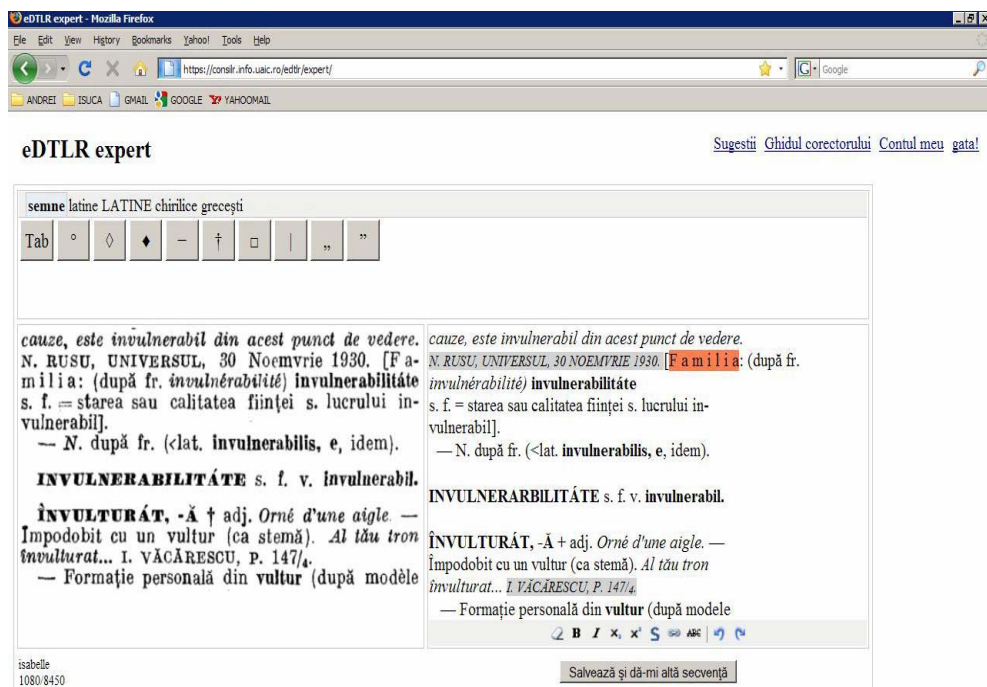 eDTLR expert - Mozilla Firefox
File Edit View History Bookmarks Yahoo! Tools Help
https://consilr.info.uaic.ro/edtlr/expert/
G Google
ANDREI ISUCA GMAIL GOOGLE YAHOOMAIL
eDTLR expert
Sugestii Ghidul corectorului Contul meu gata!
semne latine LATINE chirilice greceşti
Tab ° ◊ ♦ − † □ | „ ”
cauze, este invulnerabil din acest punct de vedere.
N. RUSU, UNIVERSUL, 30 Noemvrie 1930. [F a-
m i l i a: (după fr. invulnérabilité) invulnerabilitáte
s. f. = starea sau calitatea ființei s. lucrului in-
vulnerabil].
— N. după fr. (<lat. invulnerabilis, e, idem).
INVULNERABILITÁTE s. f. v. invulnerabil.
ÎNVULTURÁT, -Ă † adj. Orné d'une aigle. —
Împodobit cu un vultur (ca stemă). Al tău tron
învulturat... I. VĂCĂRESCU, P. 147/4.
— Formație personală din vultur (după modèle
cauze, este invulnerabil din acest punct de vedere.
N. RUSU, UNIVERSUL, 30 NOEMVRIE 1930. [F a m i l i a: (după fr.
invulnérabilité) invulnerabilitáte
s. f. = starea sau calitatea ființei s. lucrului in-
vulnerabil].
— N. după fr. (<lat. invulnerabilis, e, idem).
INVULNERARBILITÁTE s. f. v. invulnerabil.
ÎNVULTURÁT, -Ă + adj. Orné d'une aigle. —
Împodobit cu un vultur (ca stemă). Al tău tron
învulturat... I. VĂCĂRESCU, P. 147/4.
— Formație personală din vultur (după modele
B I X, x² S ABC
isabelle
1080/8450
Salvează şi dă-mi altă secvenţă